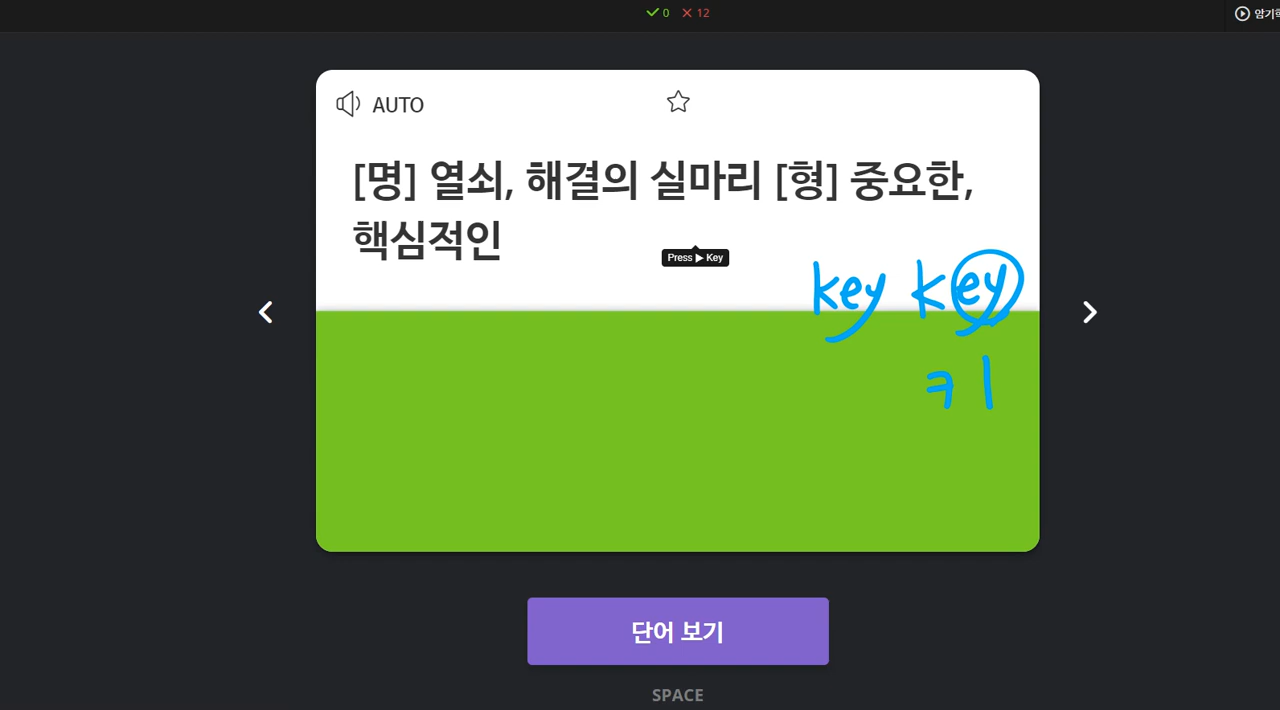 0 12
암기학
AUTO
[명] 열쇠, 해결의 실마리 [형] 중요한,
핵심적인
Press ▶ Key
key key
키
단어 보기
SPACE